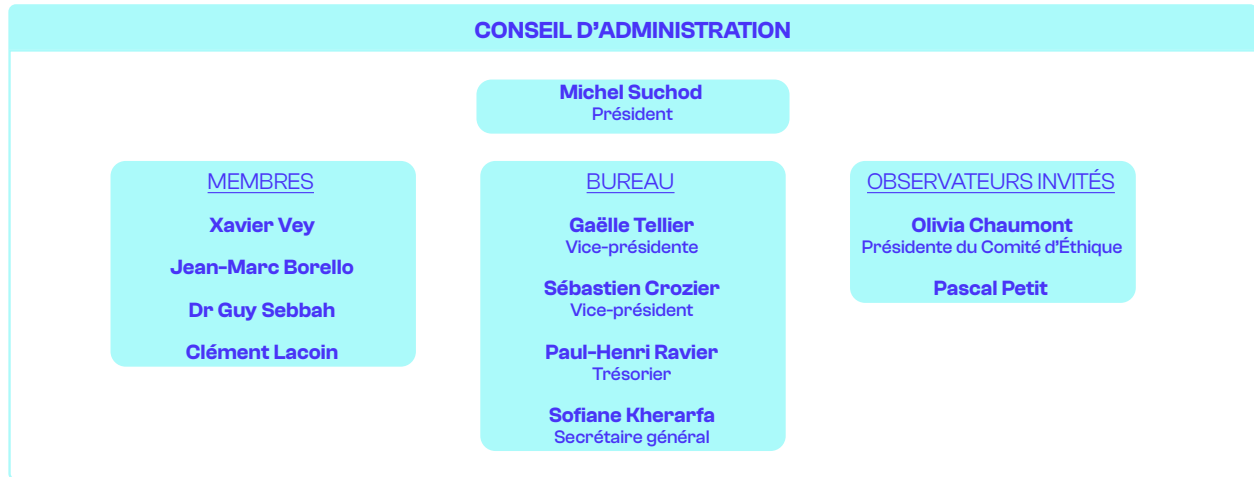 CONSEIL D’ADMINISTRATION
Michel Suchod
Président
MEMBRES
Xavier Vey
Jean-Marc Borello
Dr Guy Sebbah
Clément Lacoin
BUREAU
Gaëlle Tellier
Vice-présidente
Sébastien Crozier
Vice-président
Paul-Henri Ravier
Trésorier
Sofiane Kherarfa
Secrétaire général
OBSERVATEURS INVITÉS
Olivia Chaumont
Présidente du Comité d’Éthique
Pascal Petit